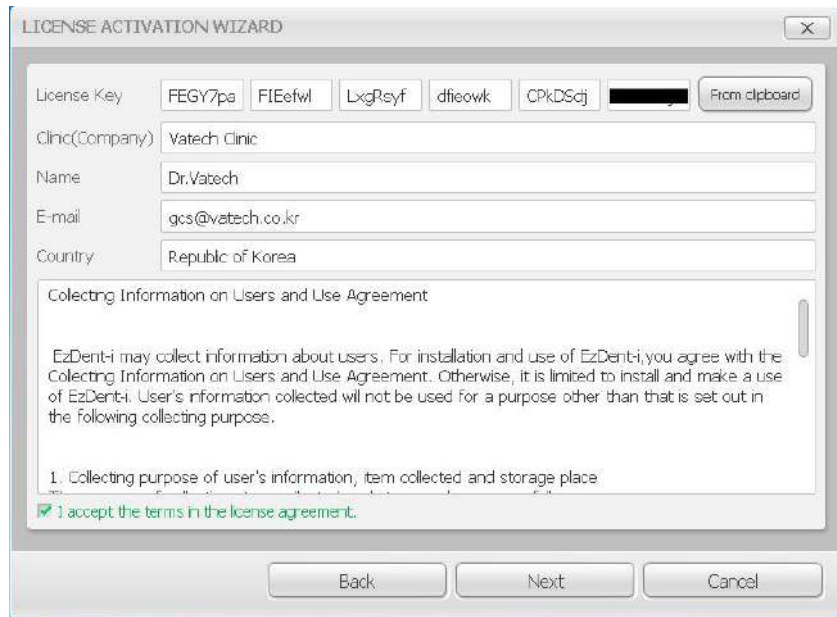 LICENSE ACTIVATION WIZARD
License Key FEGY7pa FIEefwl LxgRsyf dfieowk CPkDSdj From clipboard
Clinic(Company) Vatech Clinic
Name Dr.Vatech
E-mail gcs@vatech.co.kr
Country Republic of Korea
Collecting Information on Users and Use Agreement
EzDent-i may collect information about users. For installation and use of EzDent-i,you agree with the
Collecting Information on Users and Use Agreement. Otherwise, it is limited to install and make a use
of EzDent-i. User's information collected will not be used for a purpose other than that is set out in
the following collecting purpose.
1. Collecting purpose of user's information, item collected and storage place
I accept the terms in the license agreement.
Back Next Cancel